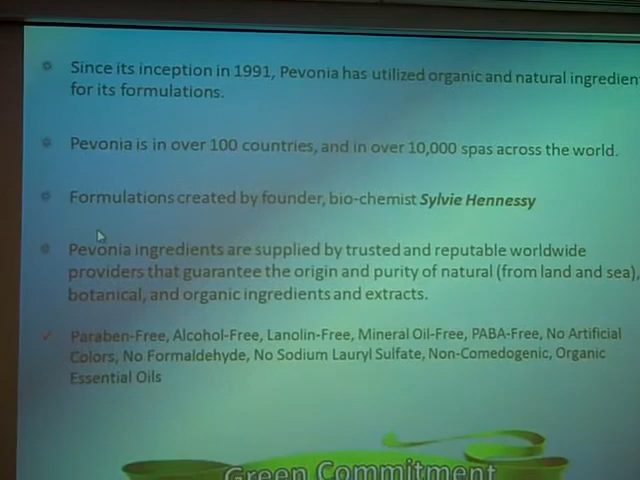 Since its inception in 1991, Pevonia has utilized organic and natural ingredien
for its formulations.
Pevonia is in over 100 countries, and in over 10,000 spas across the world.
Formulations created by founder, bio-chemist Sylvie Hennessy
Pevonia ingredients are supplied by trusted and reputable worldwide
providers that guarantee the origin and purity of natural (from land and sea),
botanical, and organic ingredients and extracts.
Paraben-Free, Alcohol-Free, Lanolin-Free, Mineral Oil-Free, PABA-Free, No Artificial
Colors, No Formaldehyde, No Sodium Lauryl Sulfate, Non-Comedogenic, Organic
Essential Oils
Green Commitment